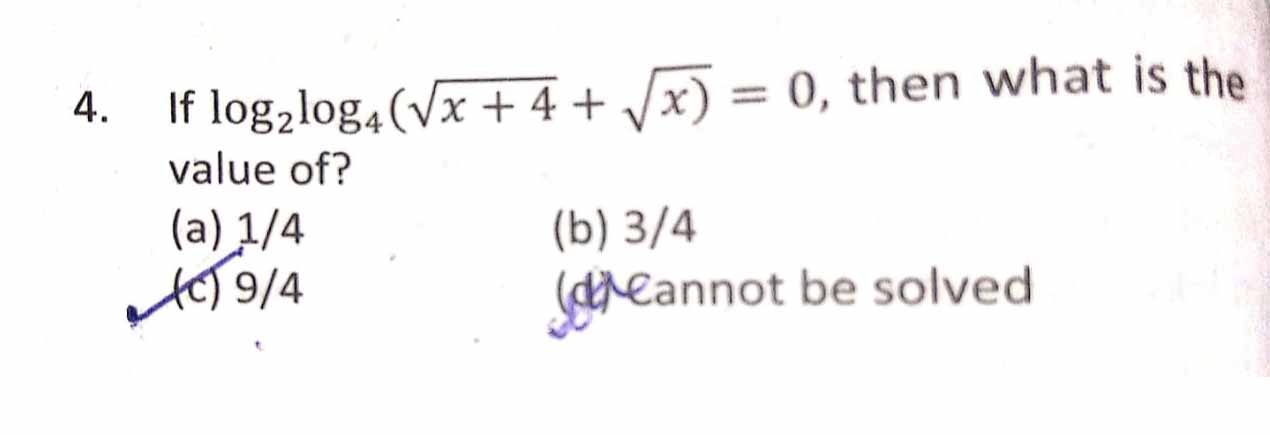 4. If log₂log₄(√x + 4 + √x) = 0, then what is the
value of?
(a) 1/4 (b) 3/4
(c) 9/4 (d) Cannot be solved